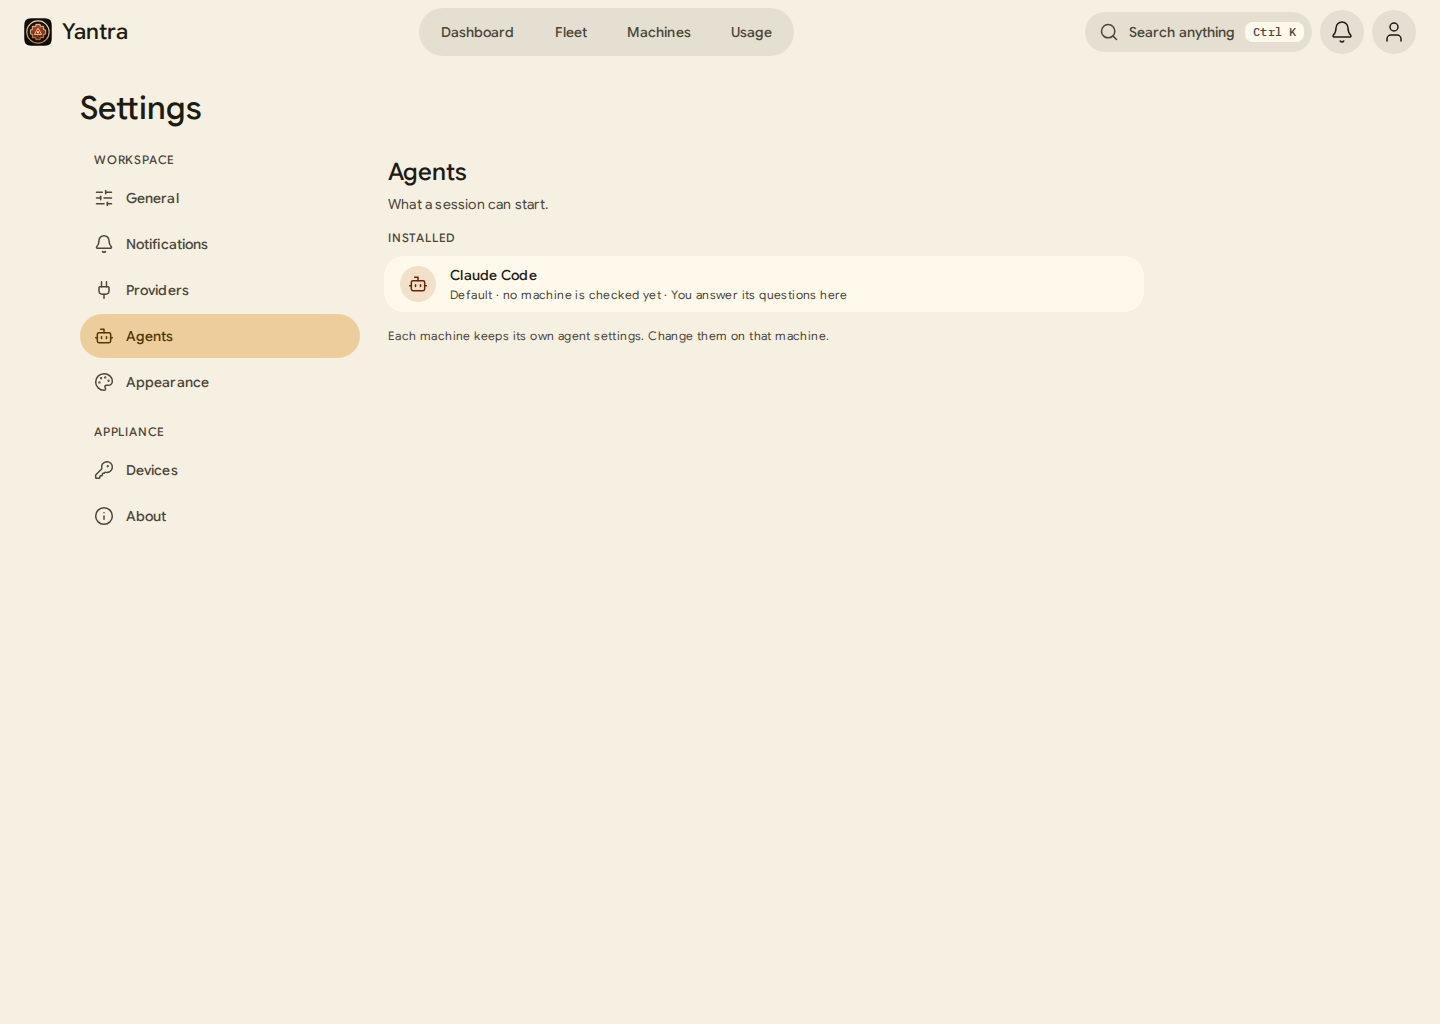 Yantra
Dashboard Fleet Machines Usage
Search anything Ctrl K
Settings
WORKSPACE
General
Notifications
Providers
Agents
Appearance
APPLIANCE
Devices
About
Agents
What a session can start.
INSTALLED
Claude Code
Default · no machine is checked yet · You answer its questions here
Each machine keeps its own agent settings. Change them on that machine.